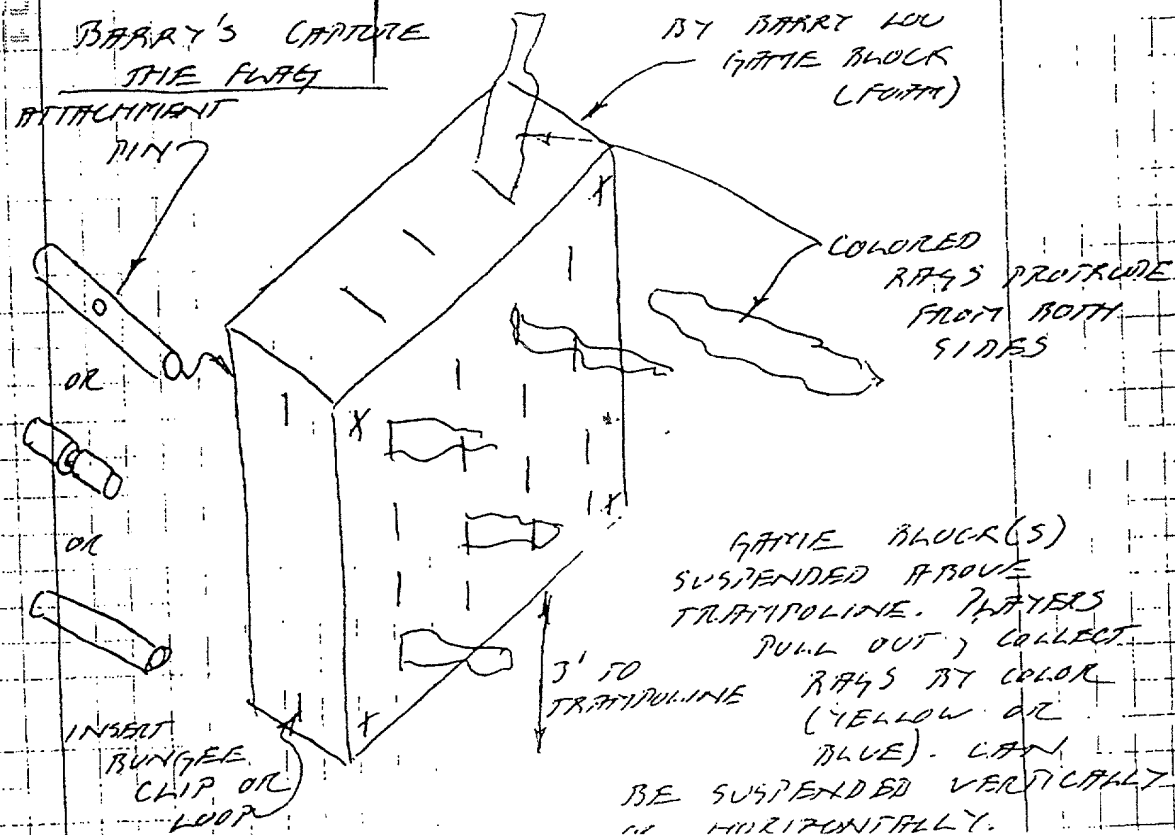 BARRY'S CAPTURE
THE FLAG
ATTACHMENT
PIN
BY BARRY LOU
GAME BLOCK
(FOAM)
COLORED
RAGS PROTRUDE
FROM BOTH
SIDES
OR
OR
X
X
X
X
INSERT
BUNGEE
CLIP OR
LOOP
3' TO
TRAMPOLINE
GAME BLOCK(S)
SUSPENDED ABOVE
TRAMPOLINE. PLAYERS
PULL OUT, COLLECT
RAGS BY COLOR
(YELLOW OR
BLUE). CAN
BE SUSPENDED VERTICALLY
OR HORIZONTALLY.